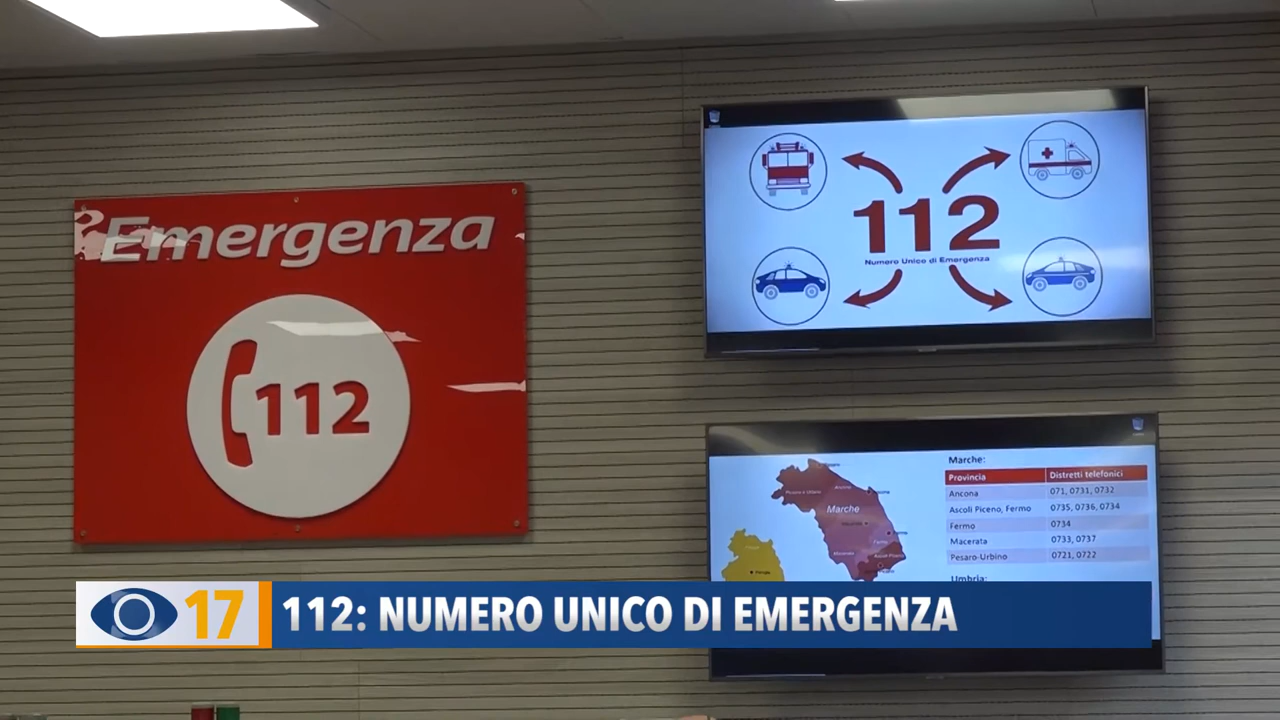 Emergenza
112
112
Numero Unico di Emergenza
Marche:
Provincia Distretti telefonici
Ancona 071, 0731, 0732
Ascoli Piceno, Fermo 0735, 0736, 0734
Fermo 0734
Macerata 0733, 0737
Pesaro-Urbino 0721, 0722
Umbria:
Marche
Ancona
Fermo
17
112: NUMERO UNICO DI EMERGENZA